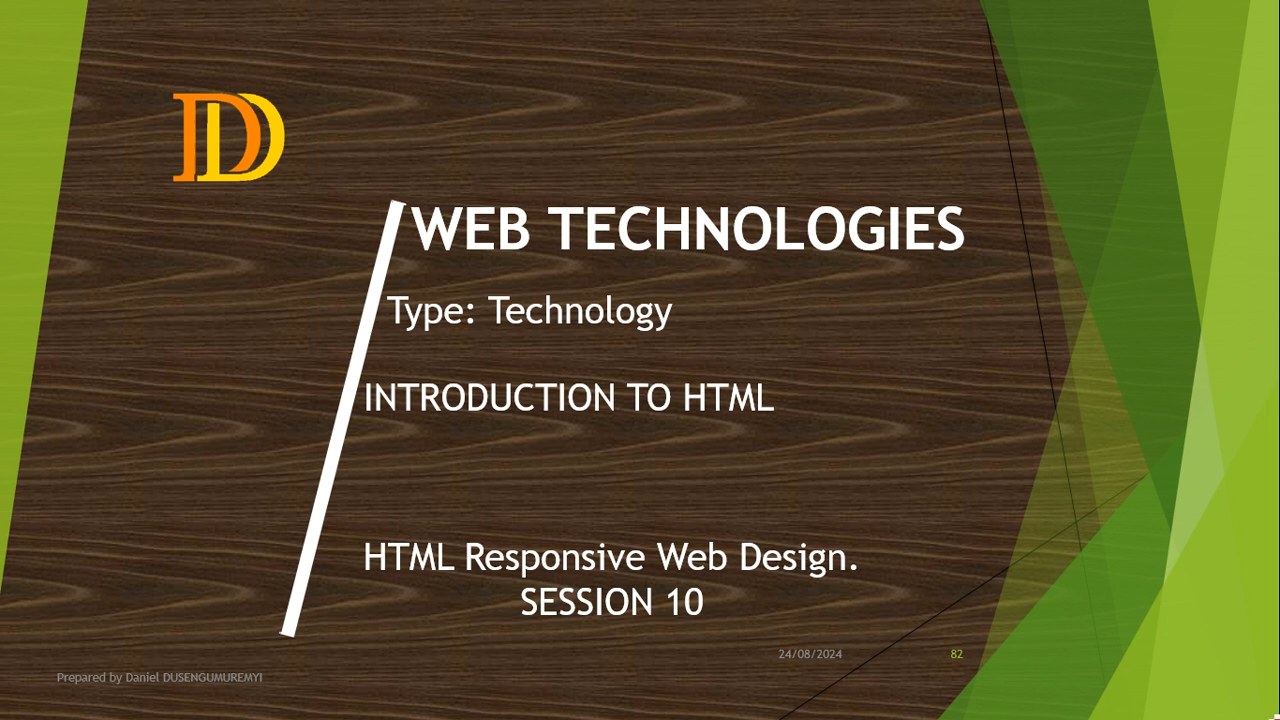 DD
WEB TECHNOLOGIES
Type: Technology
INTRODUCTION TO HTML
HTML Responsive Web Design.
SESSION 10
24/08/2024
82
Prepared by Daniel DUSENGUMUREMYI